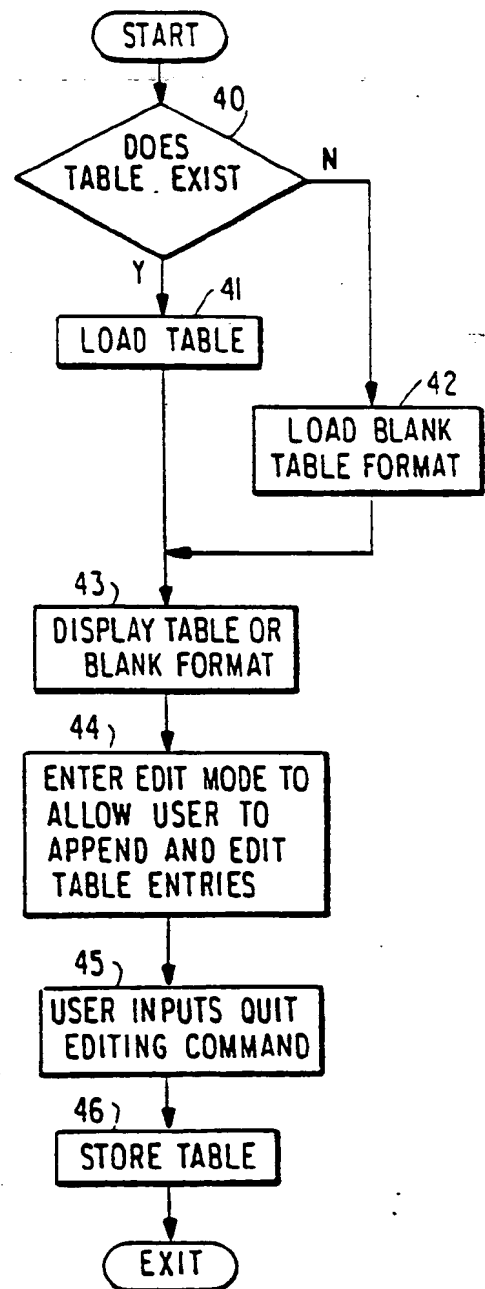 START
40
DOES
TABLE EXIST
N
Y
41
LOAD TABLE
42
LOAD BLANK
TABLE FORMAT
43
DISPLAY TABLE OR
BLANK FORMAT
44
ENTER EDIT MODE TO
ALLOW USER TO
APPEND AND EDIT
TABLE ENTRIES
45
USER INPUTS QUIT
EDITING COMMAND
46
STORE TABLE
EXIT